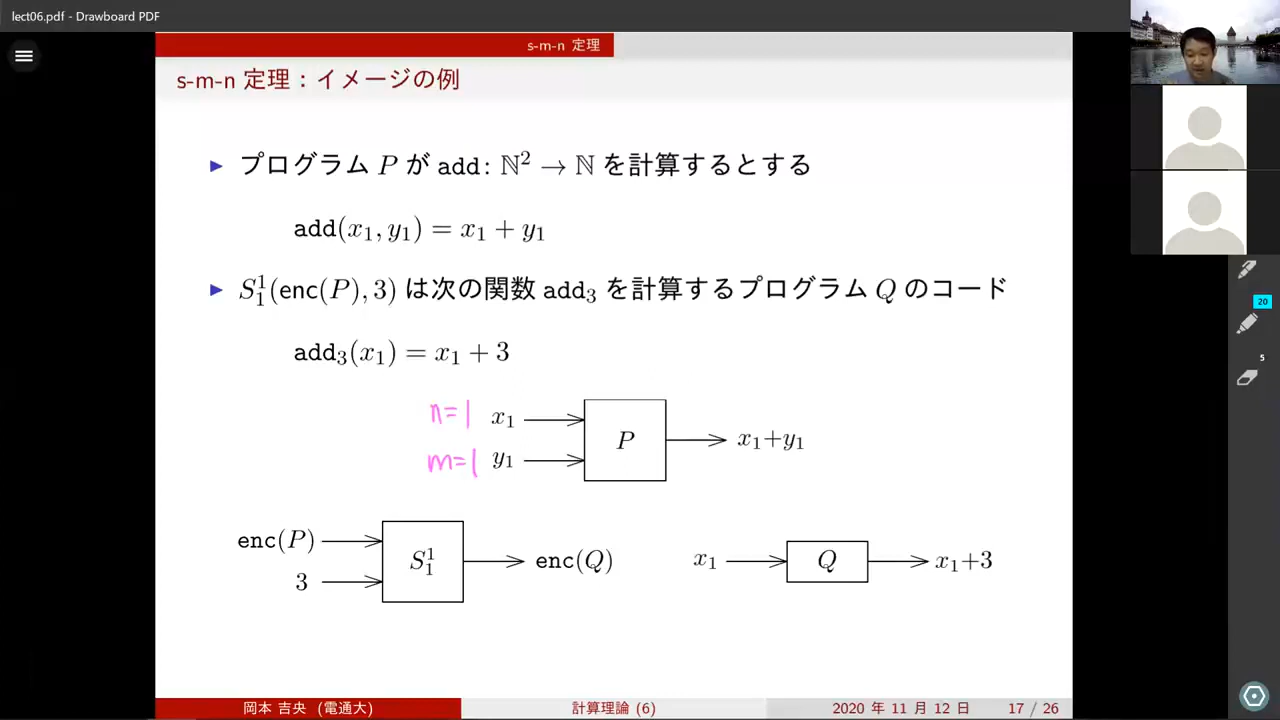 lect06.pdf - Drawboard PDF
s-m-n 定理
s-m-n 定理：イメージの例
▶ プログラム P が add: ℕ² → ℕ を計算するとする
add(x₁, y₁) = x₁ + y₁
▶ S₁¹(enc(P), 3) は次の関数 add₃ を計算するプログラム Q のコード
add₃(x₁) = x₁ + 3
n=1 x₁
m=1 y₁
P
x₁+y₁
enc(P)
3
S₁¹
enc(Q)
x₁
Q
x₁+3
20
5
岡本 吉央 (電通大)
計算理論 (6)
2020 年 11 月 12 日 17 / 26